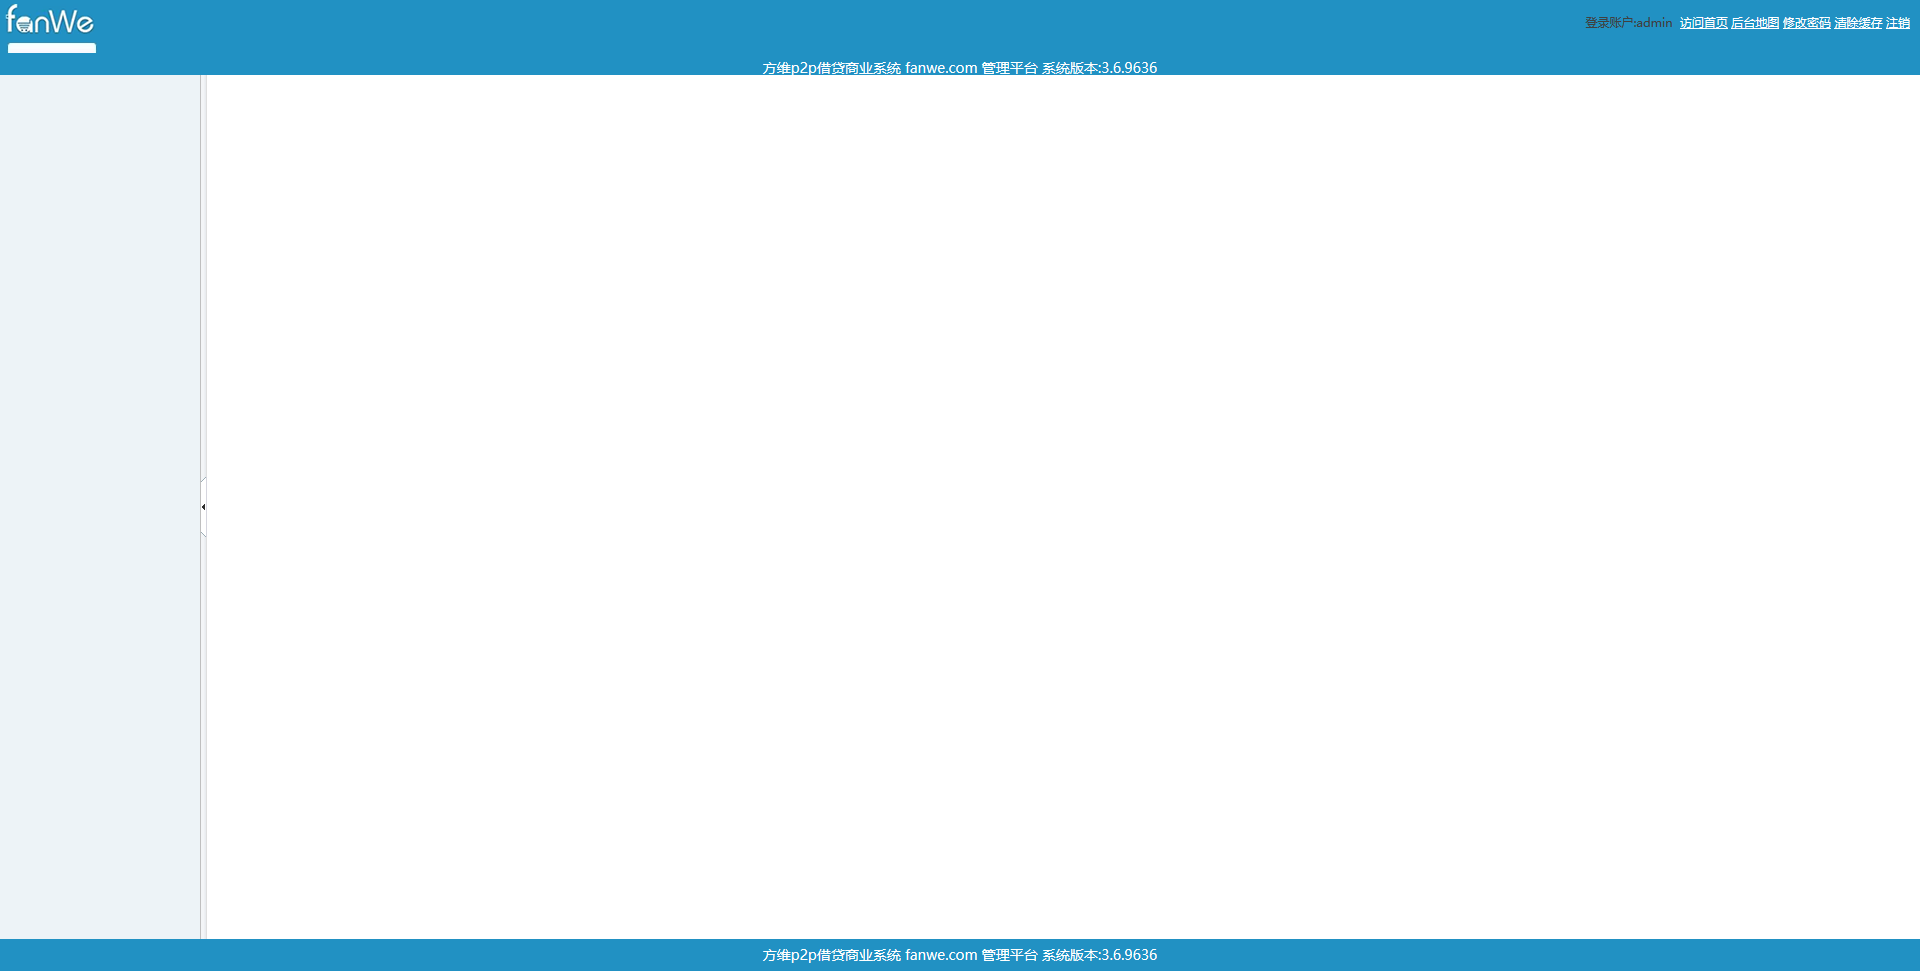 fanWe
登录账户:admin 访问首页 后台地图 修改密码 清除缓存 注销
方维p2p借贷商业系统 fanwe.com 管理平台 系统版本:3.6.9636
方维p2p借贷商业系统 fanwe.com 管理平台 系统版本:3.6.9636